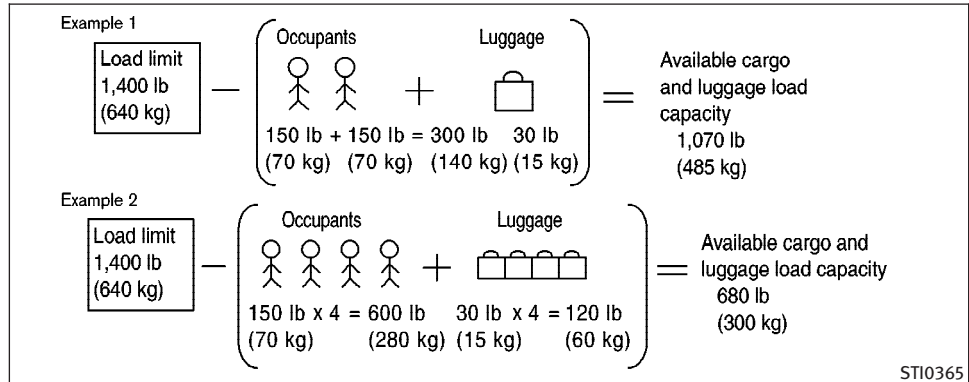 Example 1
Load limit
1,400 lb
(640 kg)
Occupants
Luggage
150 lb + 150 lb = 300 lb 30 lb
(70 kg) (70 kg) (140 kg) (15 kg)
Available cargo
and luggage load
capacity
1,070 lb
(485 kg)
Example 2
Load limit
1,400 lb
(640 kg)
Occupants
Luggage
150 lb x 4 = 600 lb 30 lb x 4 = 120 lb
(70 kg) (280 kg) (15 kg) (60 kg)
Available cargo and
luggage load capacity
680 lb
(300 kg)
STI0365